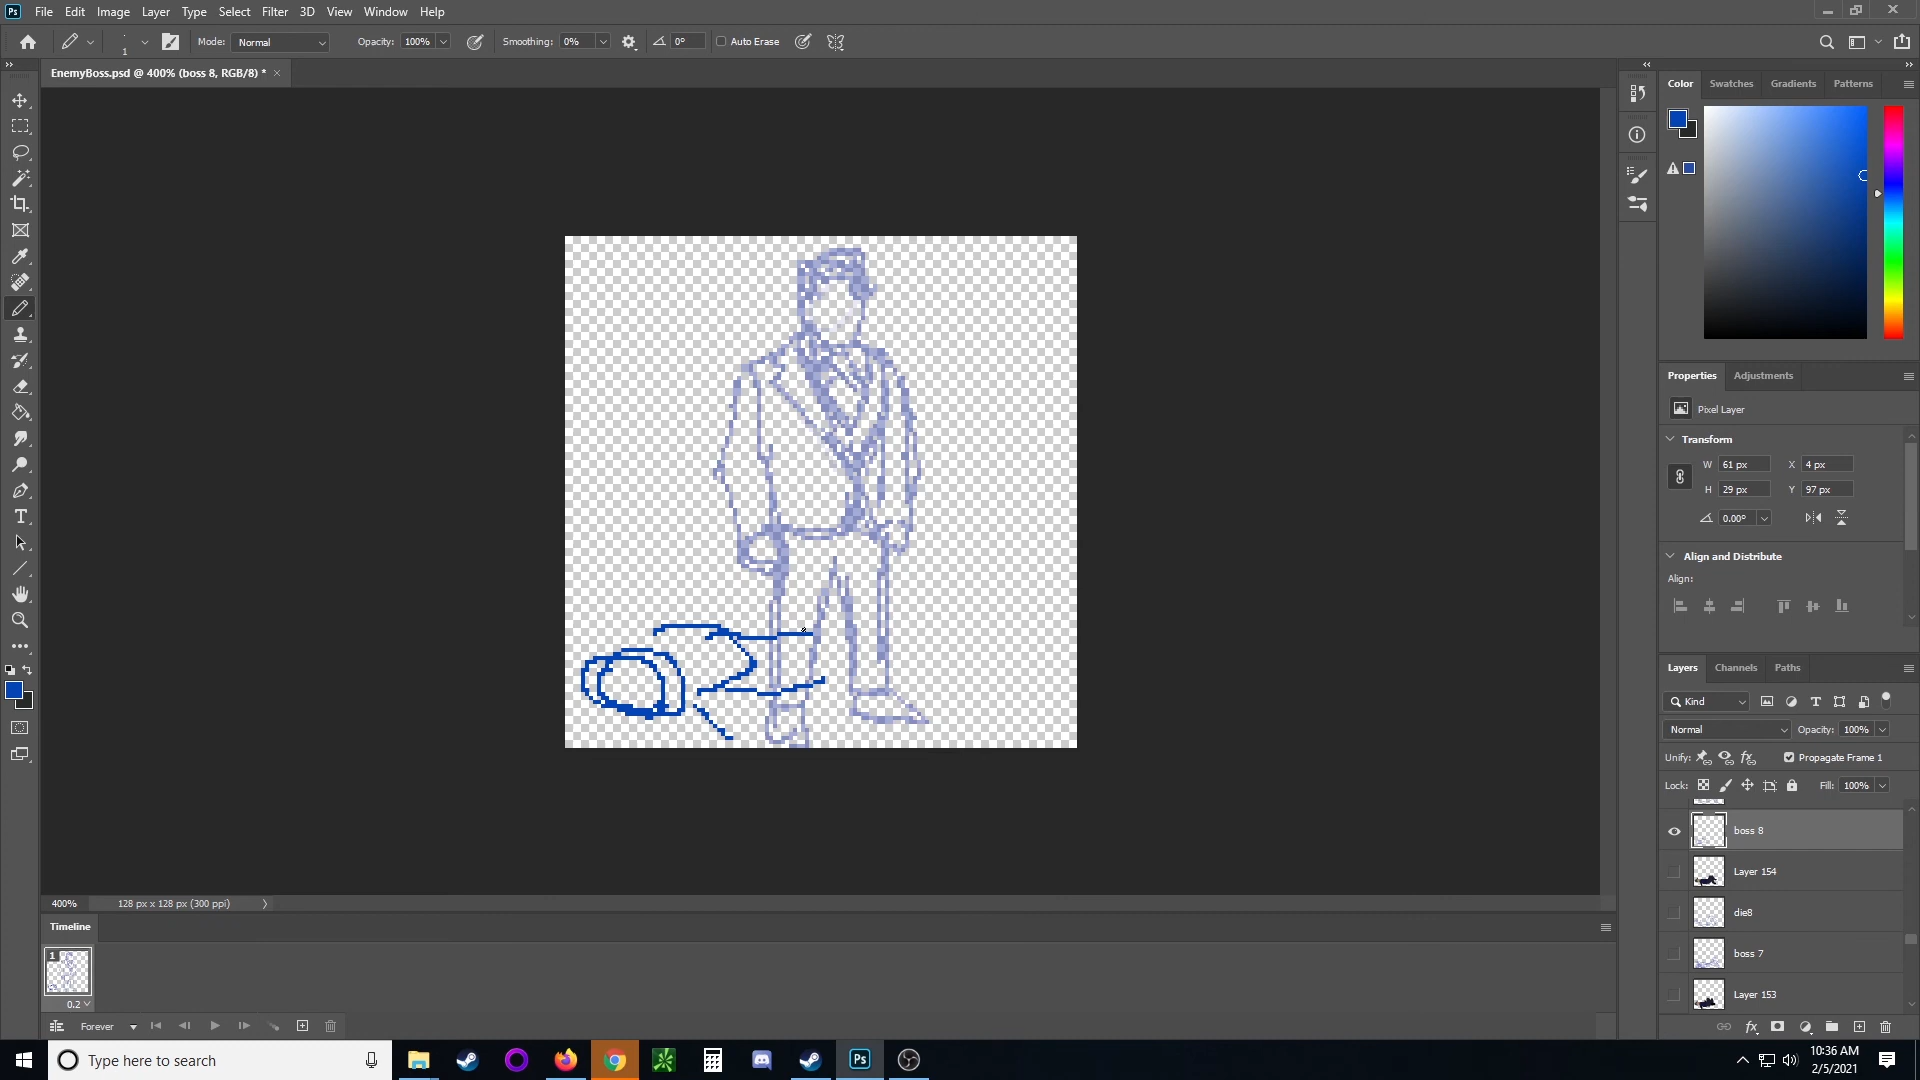 Ps File Edit Image Layer Type Select Filter 3D View Window Help
1 Mode: Normal Opacity: 100% Smoothing: 0% 0° Auto Erase
EnemyBoss.psd @ 400% (boss 8, RGB/8) * ×
Color Swatches Gradients Patterns
Properties Adjustments
Pixel Layer
Transform
W 61 px X 4 px
H 29 px Y 97 px
0.00°
Align and Distribute
Align:
Layers Channels Paths
Kind
Normal Opacity: 100%
Unify: Propagate Frame 1
Lock: Fill: 100%
boss 8
Layer 154
die8
boss 7
Layer 153
400% 128 px x 128 px (300 ppi)
Timeline
1
0.2
Forever
Type here to search
Ps
10:36 AM
2/5/2021